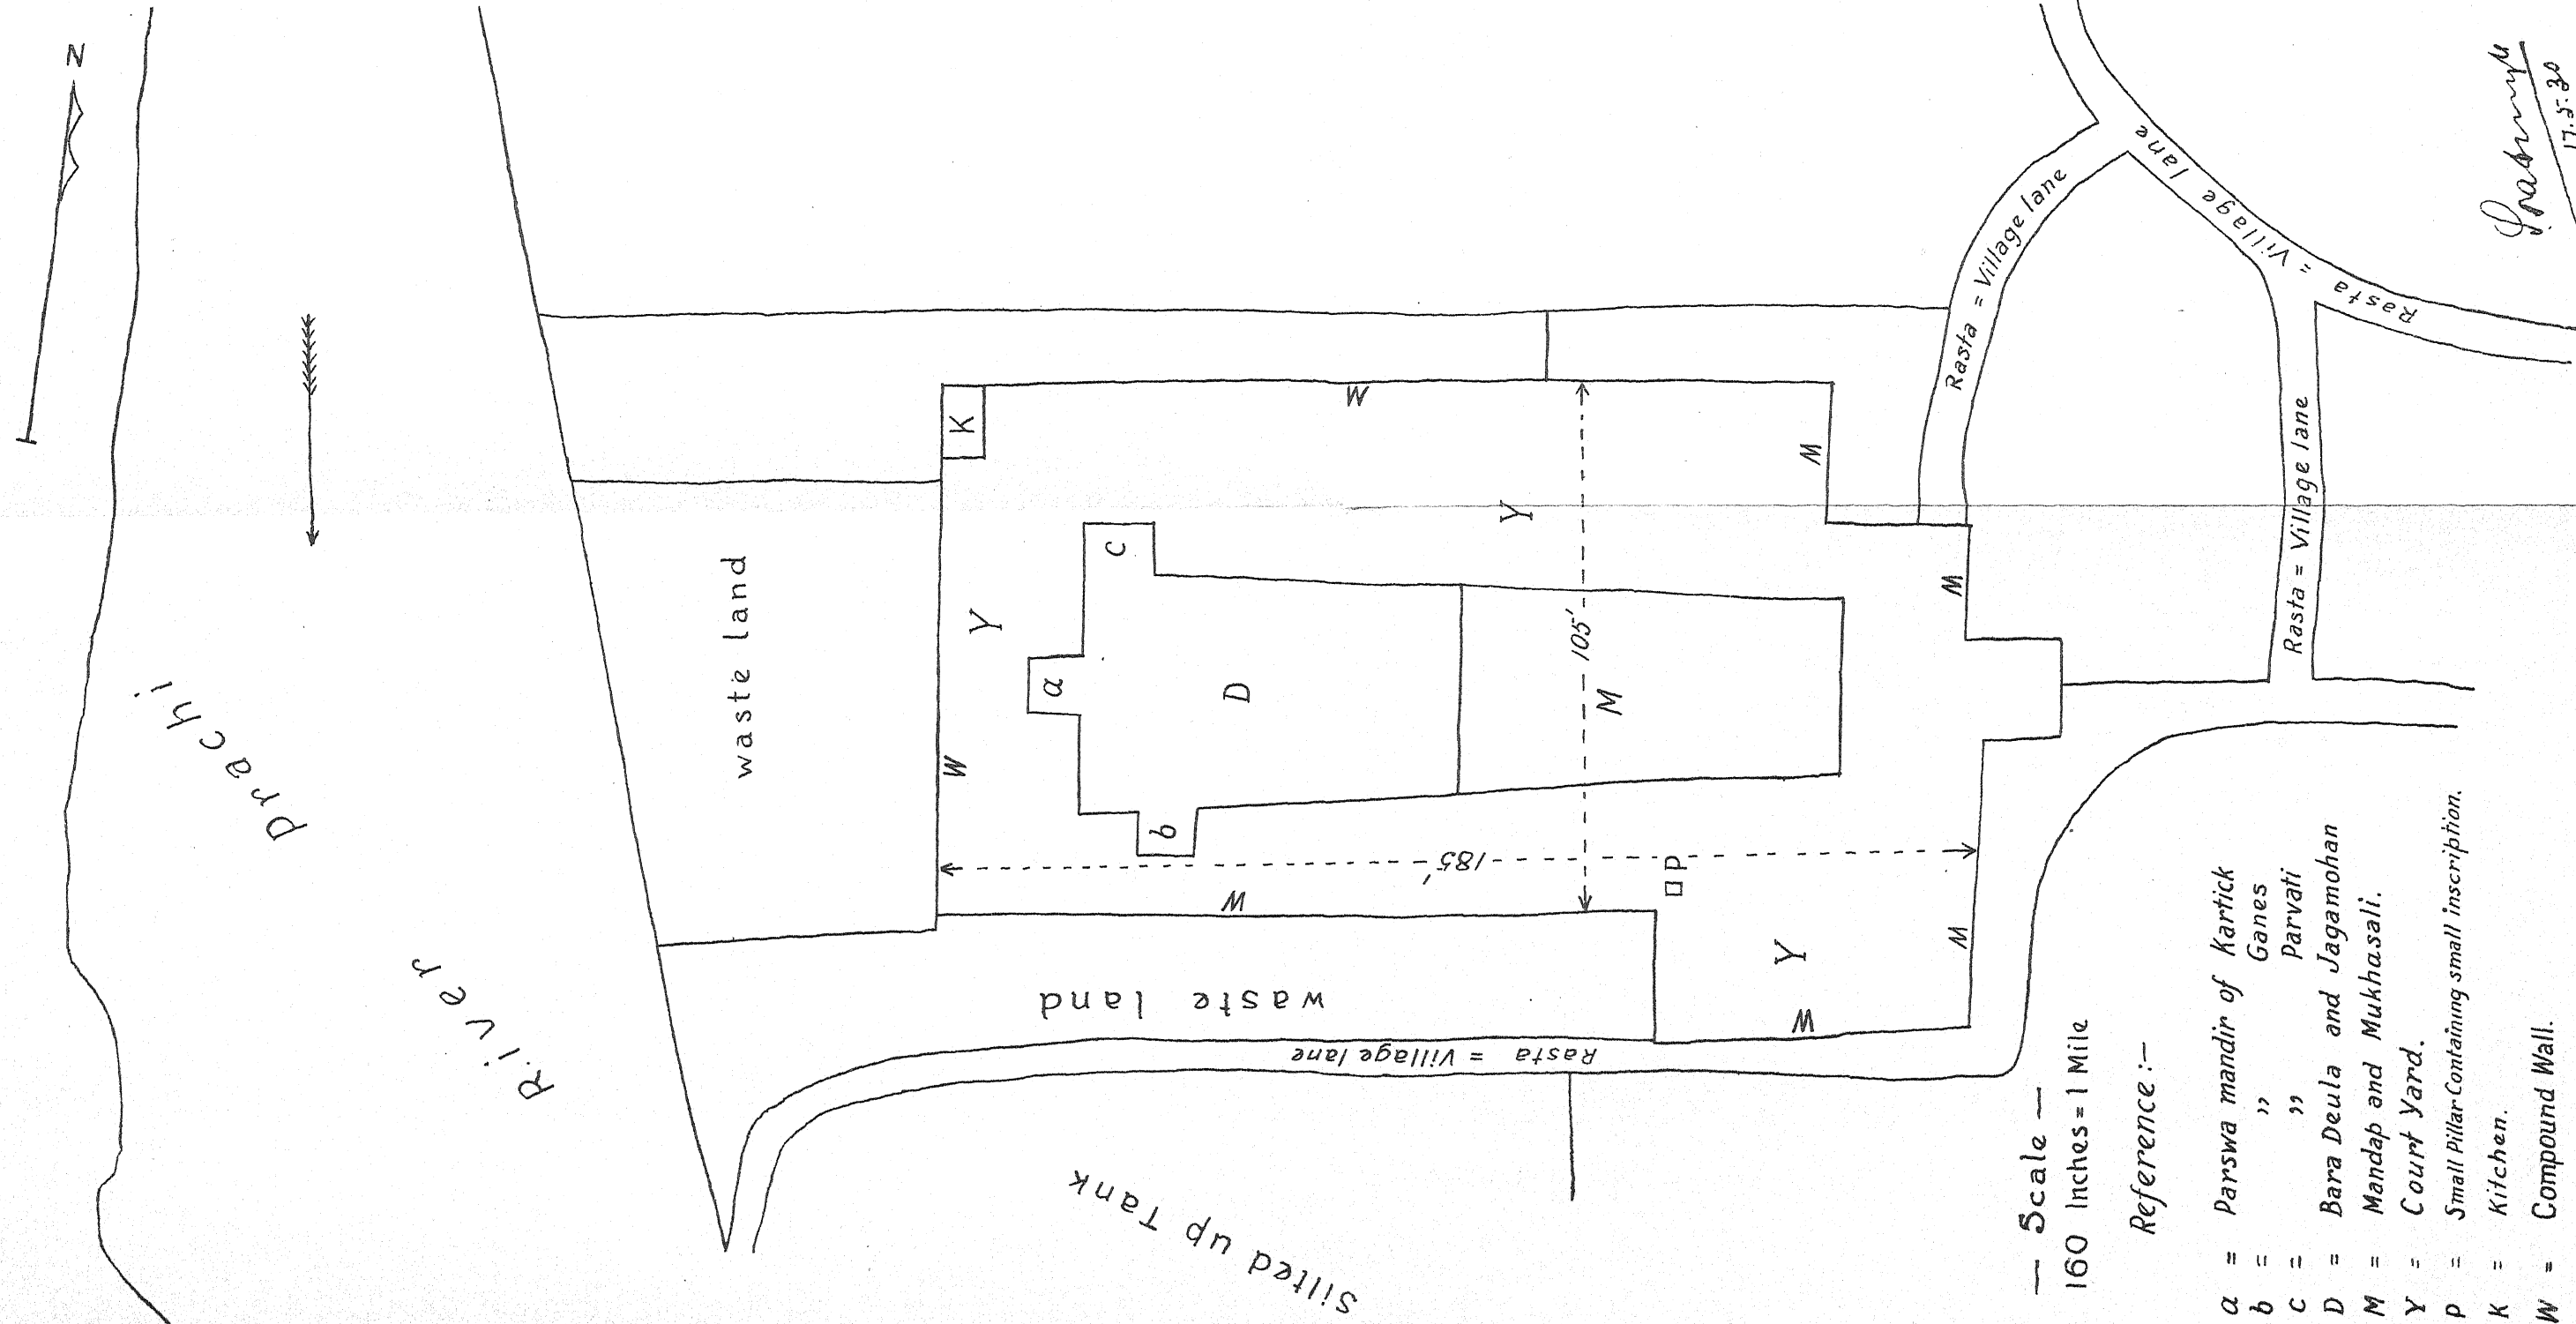 N
Prachi
River
waste land
K
W
W
Y
c
Y
W
W
a
D
M
105'
W
b
185'
P
W
Y
W
W
waste land
Rasta = Village lane
Silted up Tank
Rasta = Village lane
Rasta = Village lane
Rasta = Village lane
— Scale —
160 Inches = 1 Mile
Reference :—
a = Parswa mandir of Kartick
b = ,, Ganes
c = ,, Parvati
D = Bara Deula and Jagamohan
M = Mandap and Mukhasali.
Y = Court Yard.
P = Small Pillar Containing small inscription.
K = Kitchen.
W = Compound Wall.
17.5.30